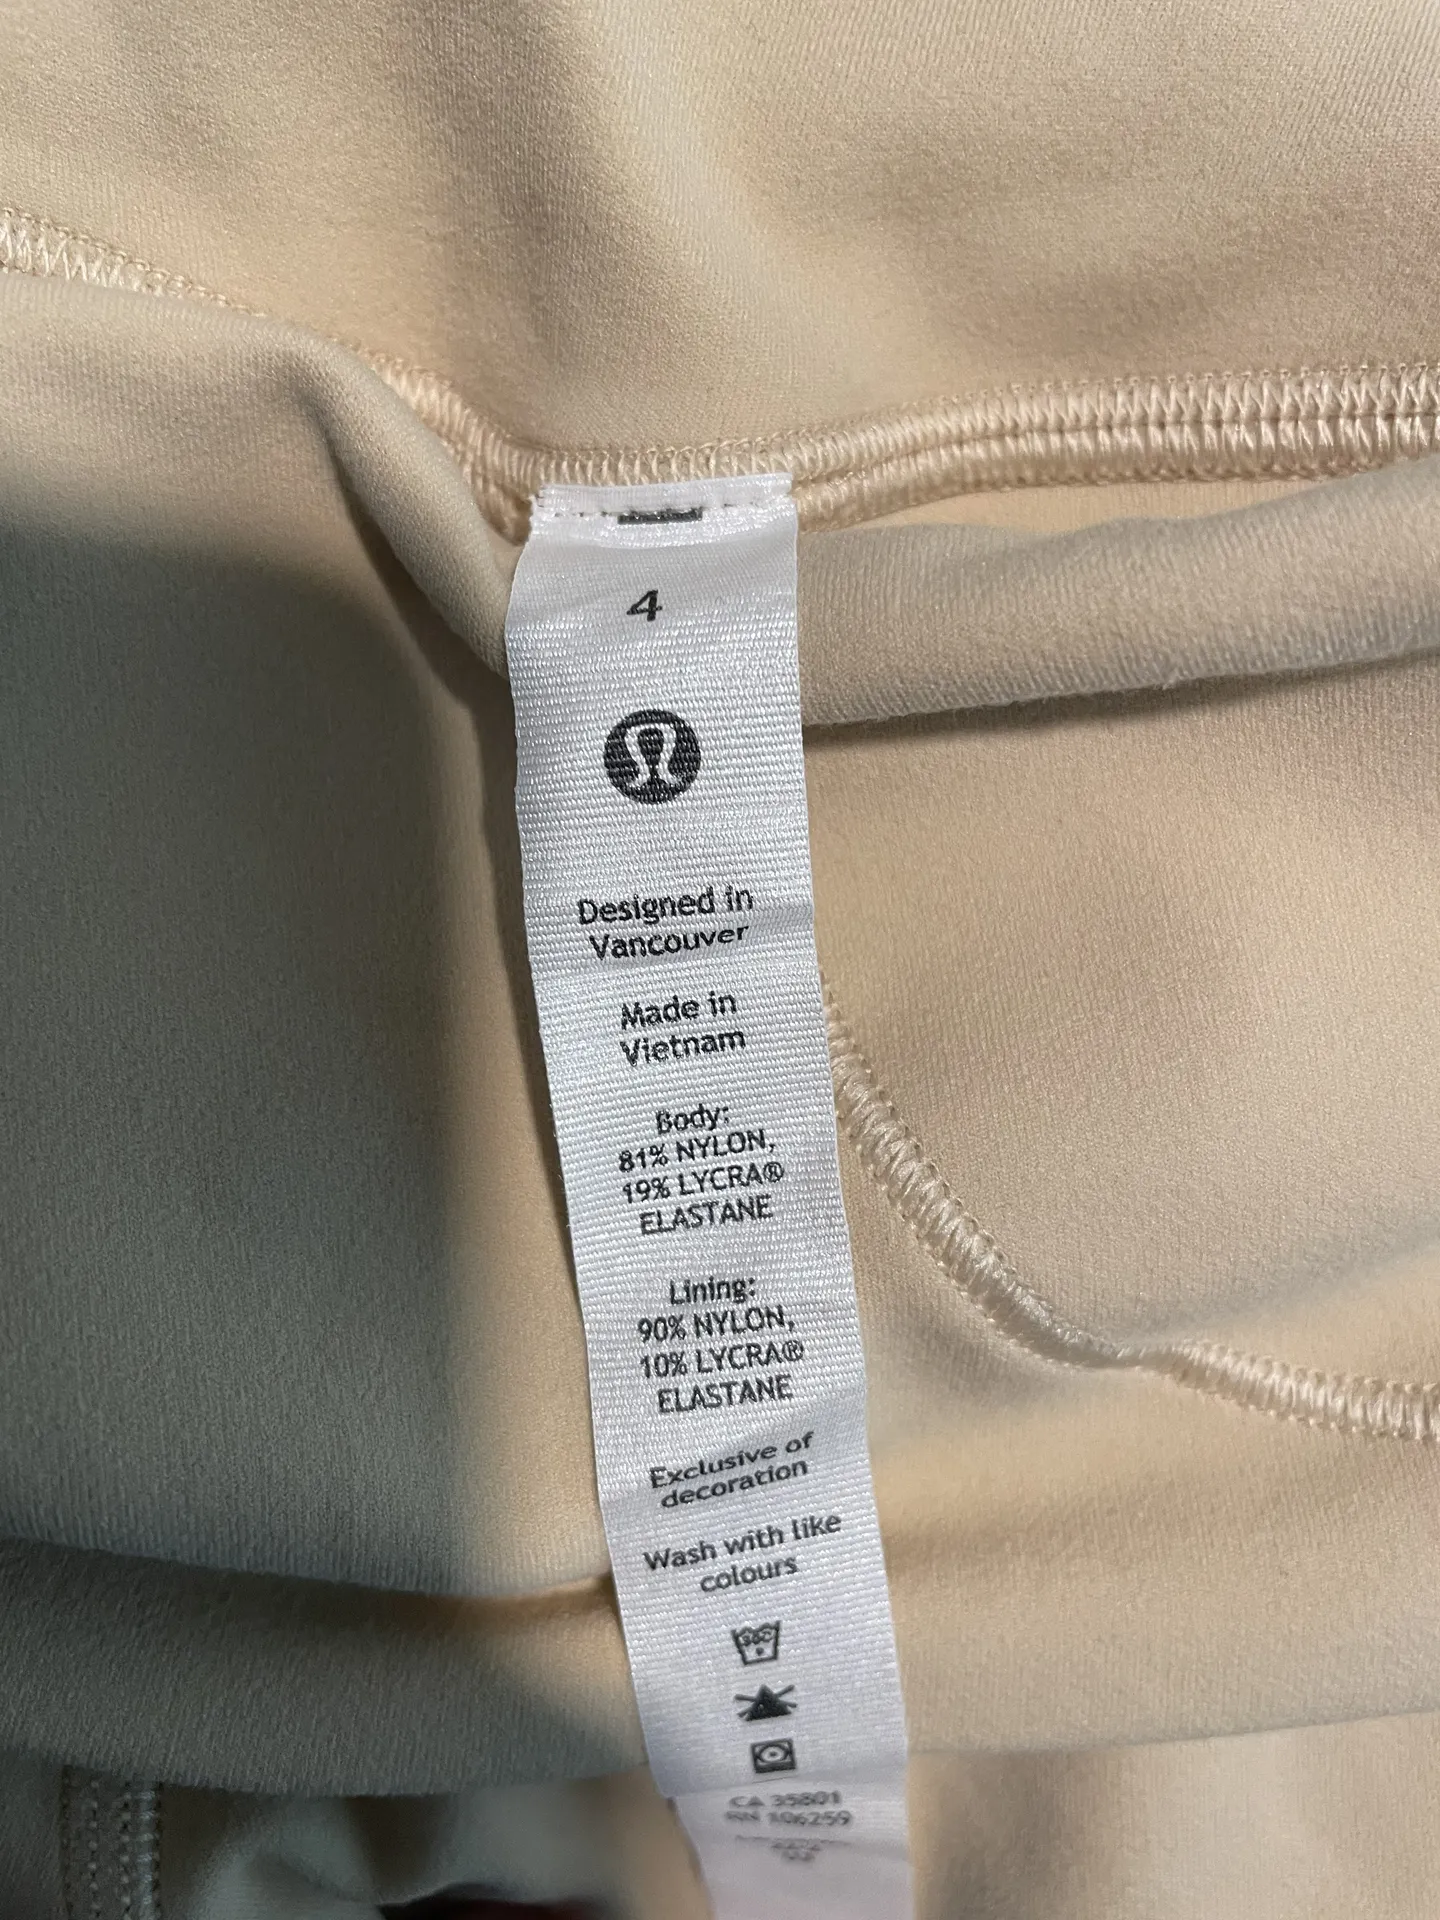 4
Designed in
Vancouver
Made in
Vietnam
Body:
81% NYLON,
19% LYCRA®
ELASTANE
Lining:
90% NYLON,
10% LYCRA®
ELASTANE
Exclusive of
decoration
Wash with like
colours
CA 35801
RN 106259